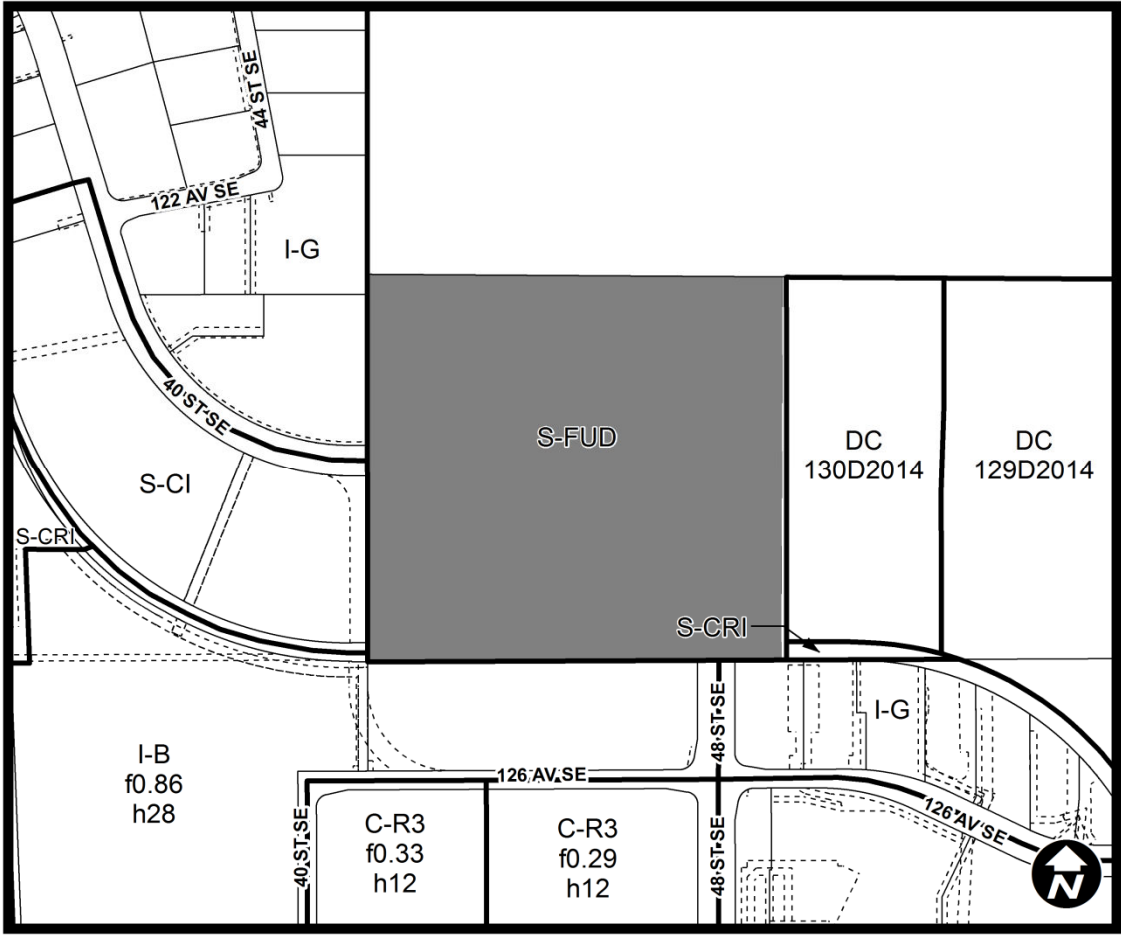 44 ST SE
122 AV SE
I-G
40 ST SE
S-FUD
DC
130D2014
DC
129D2014
S-CI
S-CRI
S-CRI
I-G
I-B
f0.86
h28
48 ST SE
126 AV SE
126 AV SE
40 ST SE
C-R3
f0.33
h12
C-R3
f0.29
h12
48 ST SE
N